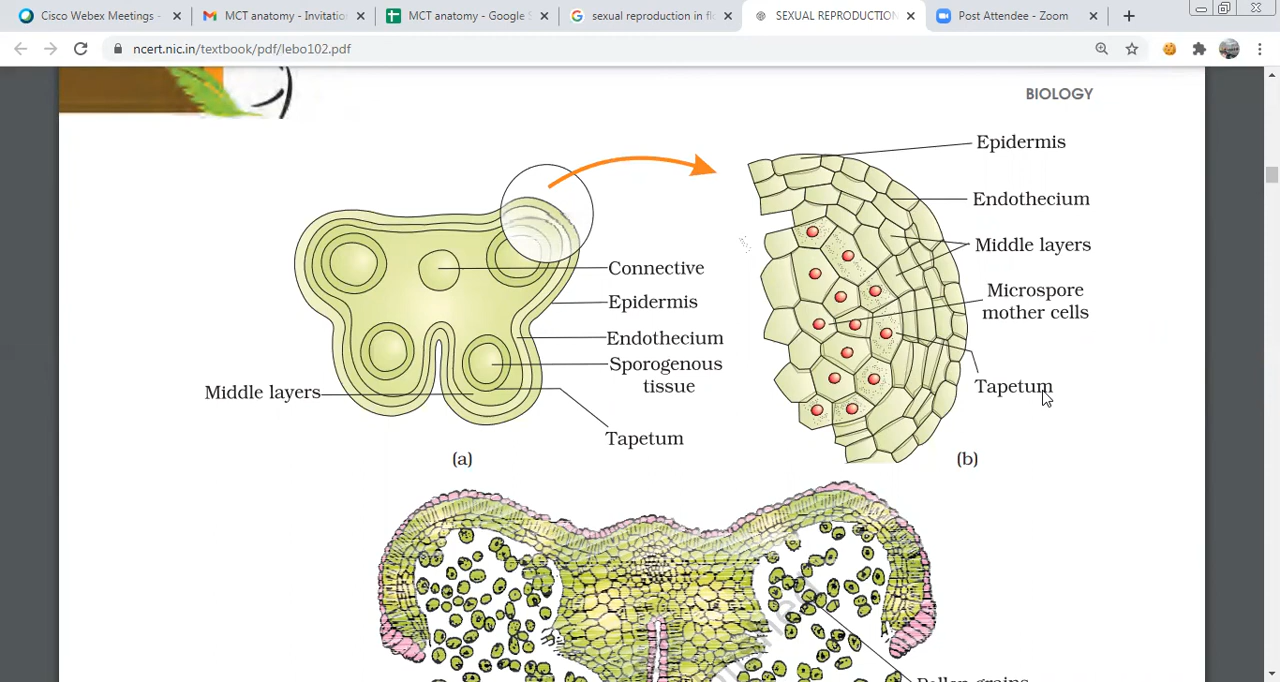 Cisco Webex Meetings -
MCT anatomy - Invitatio
MCT anatomy - Google S
sexual reproduction in fl
SEXUAL REPRODUCTION
Post Attendee - Zoom
ncert.nic.in/textbook/pdf/lebo102.pdf
BIOLOGY
Epidermis
Endothecium
Middle layers
Microspore
mother cells
Tapetum
Connective
Epidermis
Endothecium
Sporogenous
tissue
Middle layers
Tapetum
(a)
(b)
Pollen grains